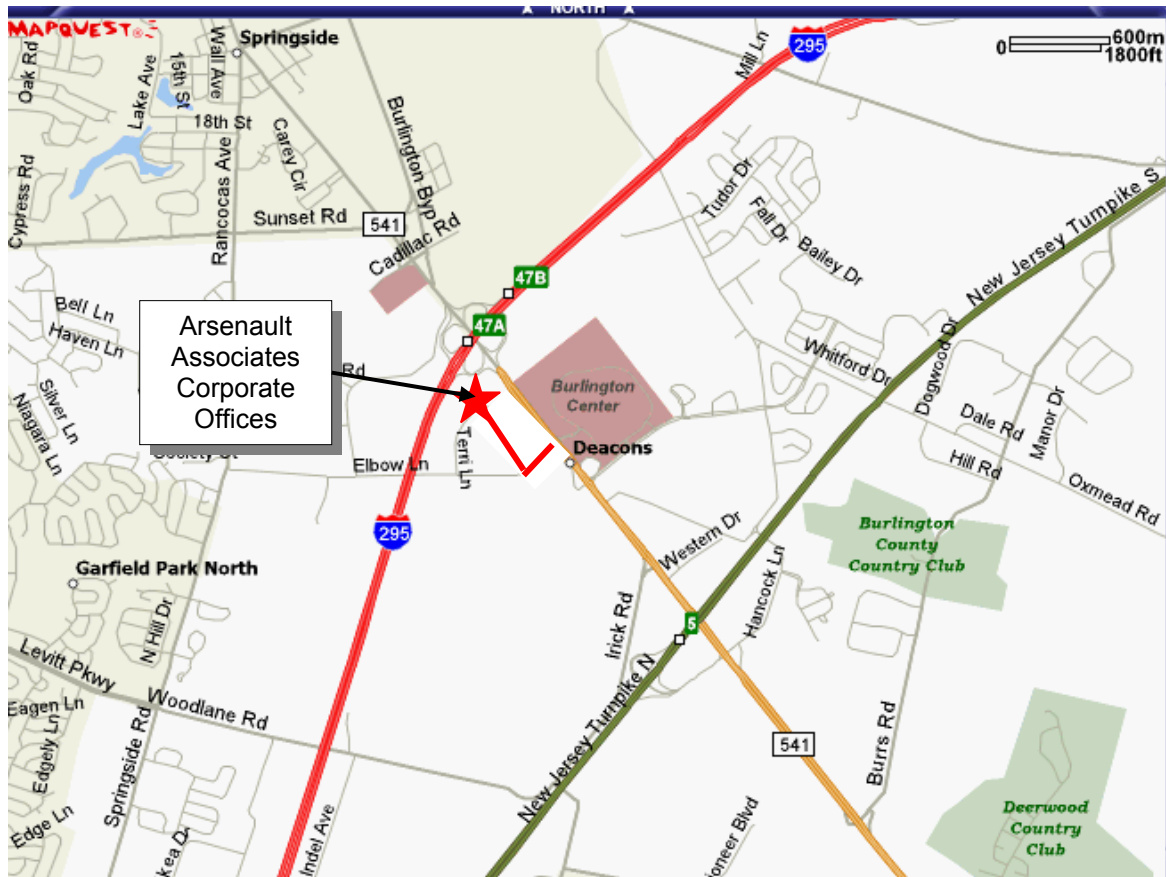 NORTH
MAPQUEST
Springside
295
Mill Ln
0
600m
1800ft
Oak Rd
Lake Ave
15th St
Wall Ave
18th St
Carey Cir
Burlington Byp
Rancocas Ave
Cypress Rd
Sunset Rd
541
Cadillac Rd
Tudor Dr
Fall Dr
Bailey Dr
New Jersey Turnpike S
47B
47A
Bell Ln
Haven Ln
Rd
Arsenault
Associates
Corporate
Offices
Silver Ln
Niagara Ln
Burlington
Center
Whitford Dr
Dogwood Dr
Dale Rd
Manor Dr
Hill Rd
Oxmead Rd
Terri Ln
Deacons
Elbow Ln
295
Western Dr
Hancock Ln
Burlington
County
Country Club
Garfield Park North
N Hill Dr
Irick Rd
5
Levitt Pkwy
Eagen Ln
Woodlane Rd
Edgely Ln
Springside Rd
New Jersey Turnpike N
541
Burrs Rd
Edge Ln
Indel Ave
Deerwood
Country
Club